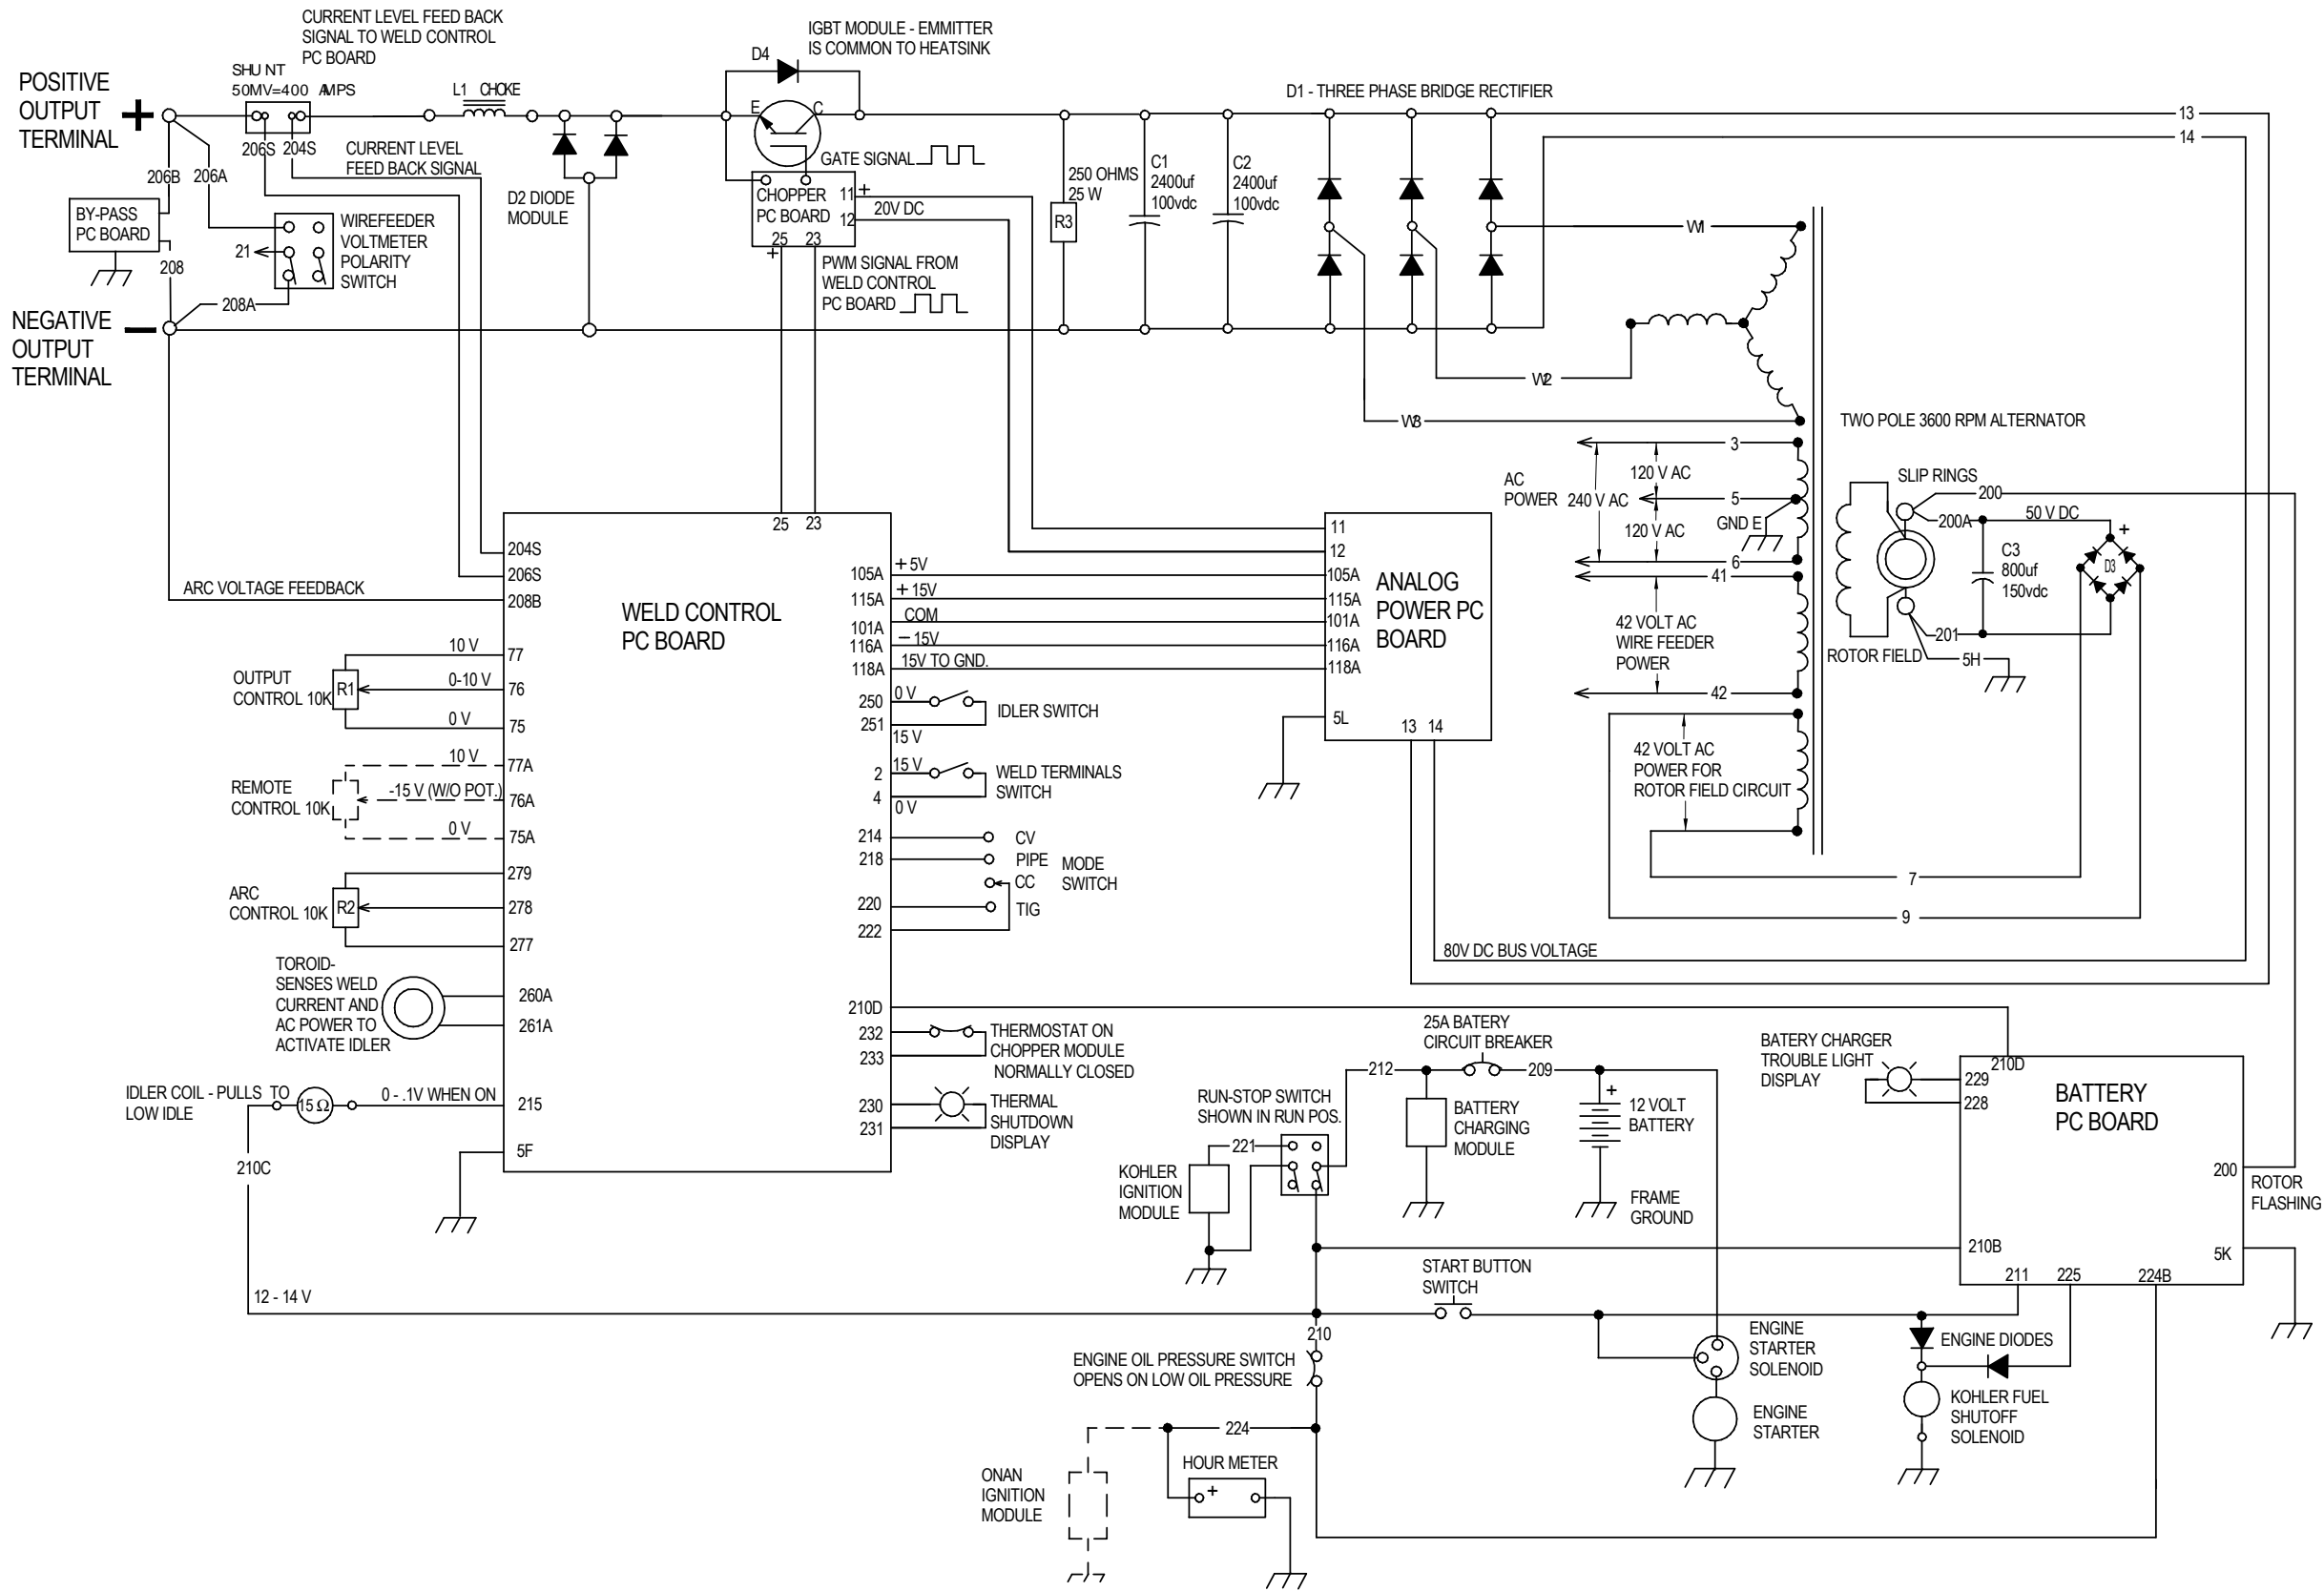 CURRENT LEVEL FEED BACK
SIGNAL TO WELD CONTROL
PC BOARD
IGBT MODULE - EMMITTER
IS COMMON TO HEATSINK
D4
POSITIVE
OUTPUT
TERMINAL
+
SHUNT
50MV=400 AMPS
L1 CHOKE
E
C
D1 - THREE PHASE BRIDGE RECTIFIER
13
14
206S
204S
CURRENT LEVEL
FEED BACK SIGNAL
206B
206A
GATE SIGNAL
D2 DIODE
MODULE
CHOPPER
PC BOARD
11
+
12
20V DC
25
23
+
250 OHMS
25 W
R3
C1
2400uf
100vdc
C2
2400uf
100vdc
BY-PASS
PC BOARD
WIREFEEDER
VOLTMETER
POLARITY
SWITCH
21
208
208A
PWM SIGNAL FROM
WELD CONTROL
PC BOARD
NEGATIVE
OUTPUT
TERMINAL
W1
W2
W3
TWO POLE 3600 RPM ALTERNATOR
AC
POWER
240 V AC
120 V AC
120 V AC
3
5
GND E
6
41
42 VOLT AC
WIRE FEEDER
POWER
42
42 VOLT AC
POWER FOR
ROTOR FIELD CIRCUIT
7
9
SLIP RINGS
200
200A
50 V DC
+
C3
800uf
150vdc
D3
201
ROTOR FIELD
5H
25
23
204S
206S
208B
ARC VOLTAGE FEEDBACK
WELD CONTROL
PC BOARD
105A
115A
101A
116A
118A
+ 5V
+ 15V
COM
- 15V
15V TO GND.
11
12
105A
115A
101A
116A
118A
ANALOG
POWER PC
BOARD
5L
13
14
80V DC BUS VOLTAGE
OUTPUT
CONTROL 10K
R1
10 V
0-10 V
0 V
77
76
75
REMOTE
CONTROL 10K
10 V
-15 V (W/O POT.)
0 V
77A
76A
75A
ARC
CONTROL 10K
R2
279
278
277
TOROID-
SENSES WELD
CURRENT AND
AC POWER TO
ACTIVATE IDLER
260A
261A
IDLER COIL - PULLS TO
LOW IDLE
15 Ω
0 - .1V WHEN ON
215
210C
5F
12 - 14 V
250
251
0 V
15 V
IDLER SWITCH
2
4
15 V
0 V
WELD TERMINALS
SWITCH
214
218
220
222
CV
PIPE
CC
TIG
MODE
SWITCH
210D
232
233
THERMOSTAT ON
CHOPPER MODULE
NORMALLY CLOSED
230
231
THERMAL
SHUTDOWN
DISPLAY
25A BATERY
CIRCUIT BREAKER
212
209
RUN-STOP SWITCH
SHOWN IN RUN POS.
221
KOHLER
IGNITION
MODULE
BATTERY
CHARGING
MODULE
+
12 VOLT
BATTERY
FRAME
GROUND
BATERY CHARGER
TROUBLE LIGHT
DISPLAY
210D
229
228
BATTERY
PC BOARD
200
ROTOR
FLASHING
210B
5K
211
225
224B
START BUTTON
SWITCH
210
ENGINE OIL PRESSURE SWITCH
OPENS ON LOW OIL PRESSURE
224
HOUR METER
+
ONAN
IGNITION
MODULE
ENGINE
STARTER
SOLENOID
ENGINE
STARTER
ENGINE DIODES
KOHLER FUEL
SHUTOFF
SOLENOID